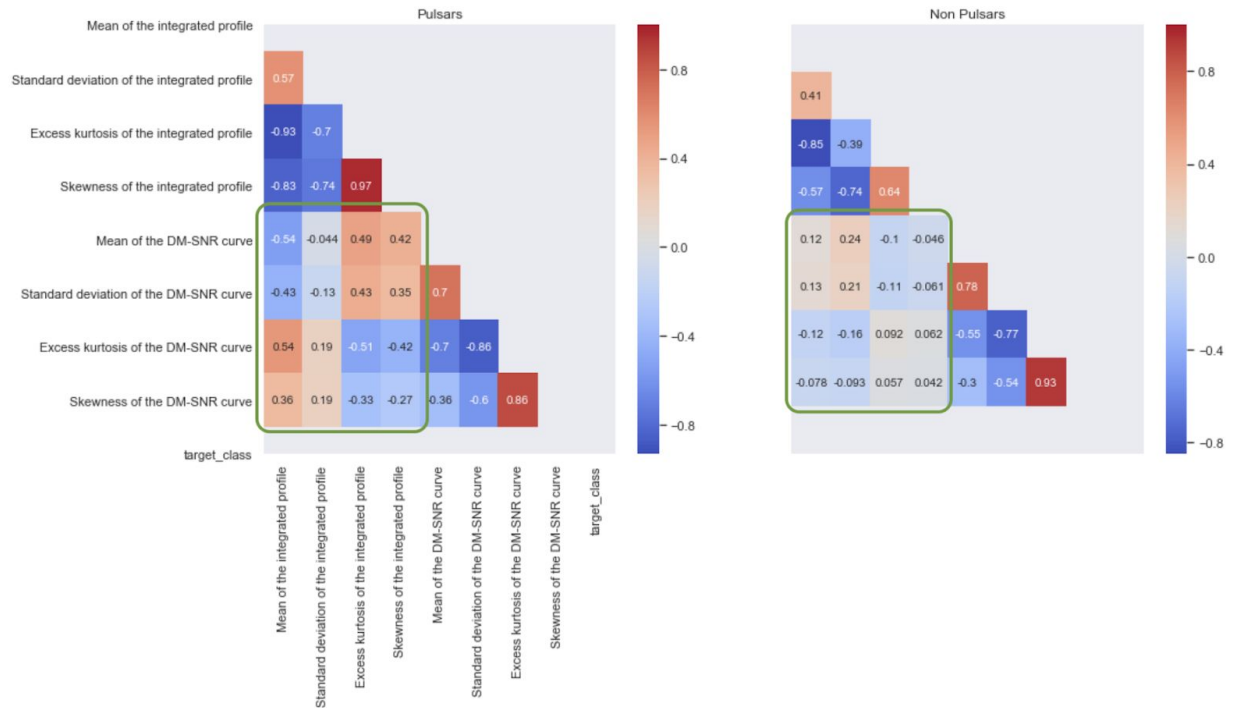 Pulsars
Non Pulsars
Mean of the integrated profile
Standard deviation of the integrated profile
0.57
Excess kurtosis of the integrated profile
-0.93 -0.7
Skewness of the integrated profile
-0.83 -0.74 0.97
Mean of the DM-SNR curve
-0.54 -0.044 0.49 0.42
Standard deviation of the DM-SNR curve
-0.43 -0.13 0.43 0.35 0.7
Excess kurtosis of the DM-SNR curve
0.54 0.19 -0.51 -0.42 -0.7 -0.86
Skewness of the DM-SNR curve
0.36 0.19 -0.33 -0.27 -0.36 -0.6 0.86
target_class
Mean of the integrated profile
Standard deviation of the integrated profile
Excess kurtosis of the integrated profile
Skewness of the integrated profile
Mean of the DM-SNR curve
Standard deviation of the DM-SNR curve
Excess kurtosis of the DM-SNR curve
Skewness of the DM-SNR curve
target_class
0.8
0.4
0.0
−0.4
−0.8
0.41
-0.85 -0.39
-0.57 -0.74 0.64
0.12 0.24 -0.1 -0.046
0.13 0.21 -0.11 -0.061 0.78
-0.12 -0.16 0.092 0.062 -0.55 -0.77
-0.078 -0.093 0.057 0.042 -0.3 -0.54 0.93
0.8
0.4
0.0
−0.4
−0.8